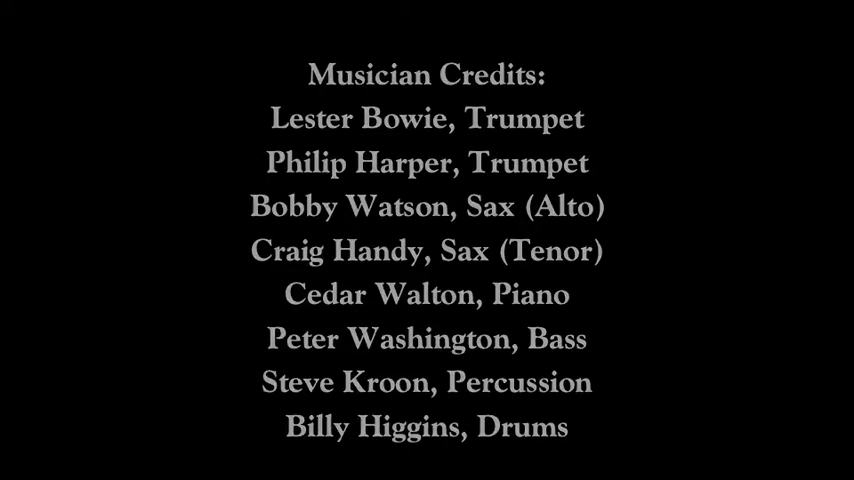 Musician Credits:
Lester Bowie, Trumpet
Philip Harper, Trumpet
Bobby Watson, Sax (Alto)
Craig Handy, Sax (Tenor)
Cedar Walton, Piano
Peter Washington, Bass
Steve Kroon, Percussion
Billy Higgins, Drums